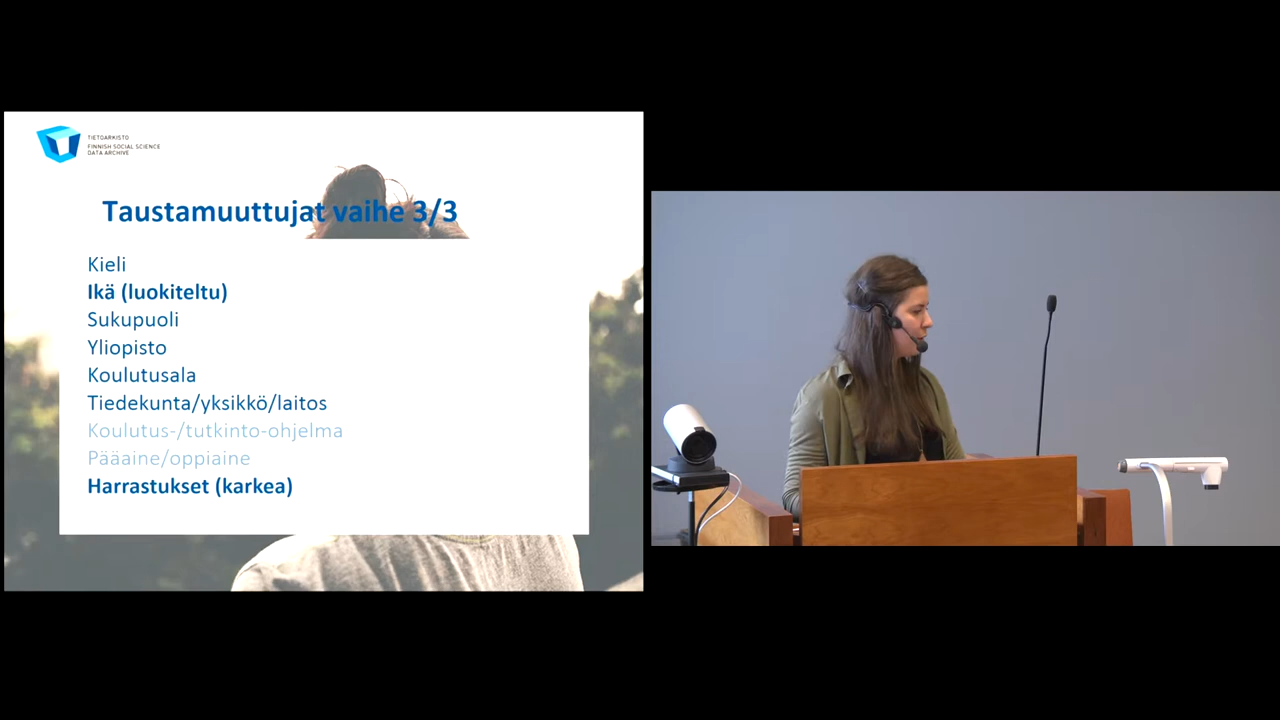 TIETOARKISTO
FINNISH SOCIAL SCIENCE
DATA ARCHIVE
Taustamuuttujat vaihe 3/3
Kieli
Ikä (luokiteltu)
Sukupuoli
Yliopisto
Koulutusala
Tiedekunta/yksikkö/laitos
Koulutus-/tutkinto-ohjelma
Pääaine/oppiaine
Harrastukset (karkea)